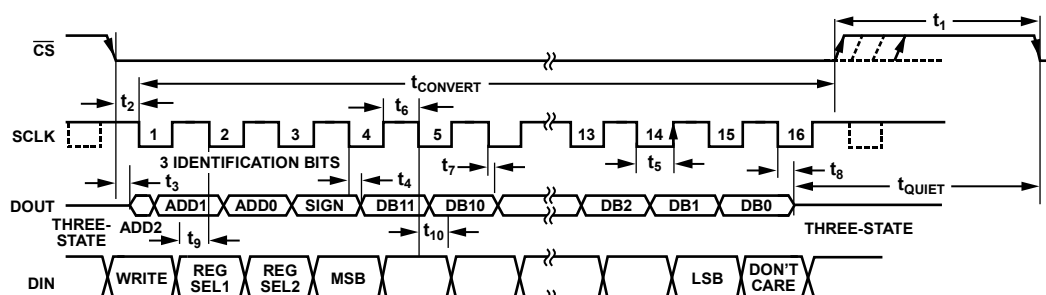 t1
CS
tCONVERT
t2
t6
SCLK
1 2 3 4 5 13 14 15 16
3 IDENTIFICATION BITS
t7
t5
t8
t3
t4
tQUIET
DOUT
ADD1 ADD0 SIGN DB11 DB10 DB2 DB1 DB0
THREE-
STATE
ADD2
THREE-STATE
t9
t10
DIN
WRITE
REG
SEL1
REG
SEL2
MSB
LSB
DON'T
CARE